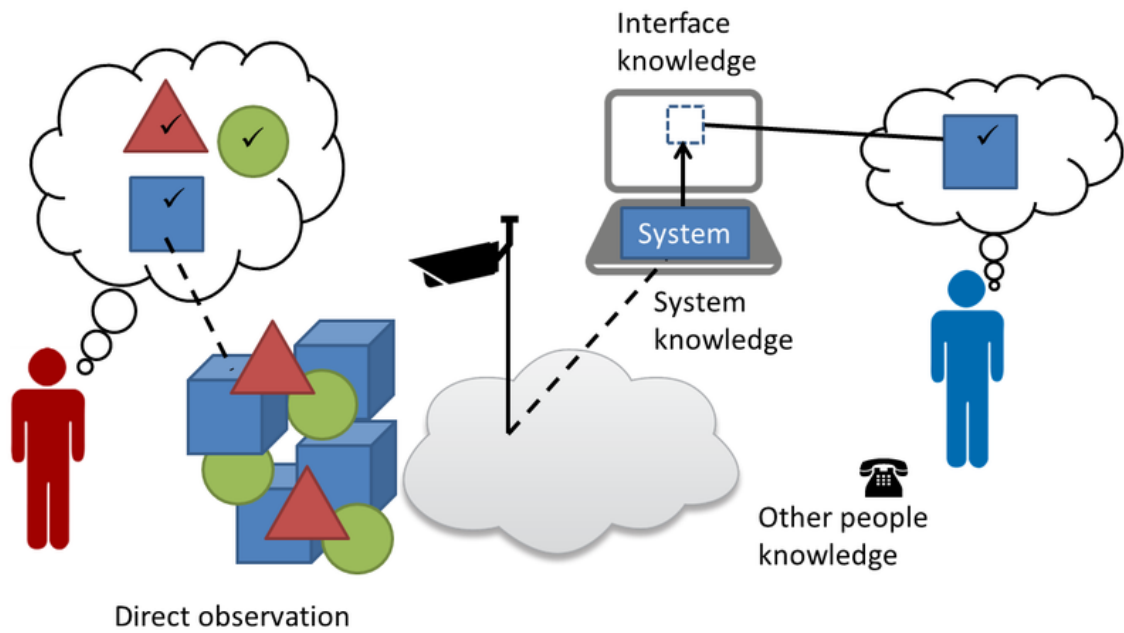 Interface
knowledge
System
System
knowledge
Other people
knowledge
Direct observation